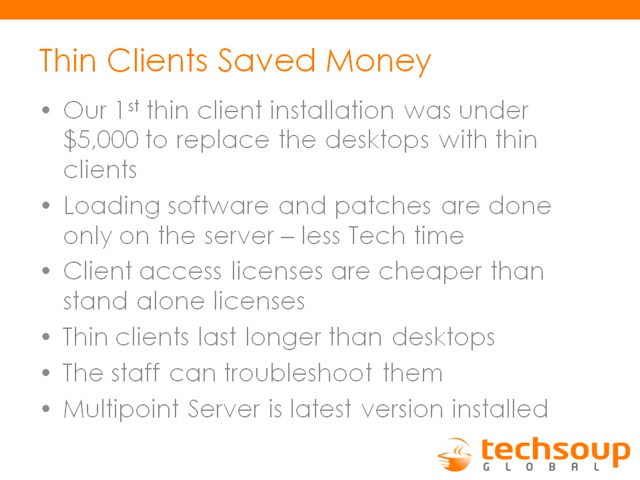 Thin Clients Saved Money
• Our 1st thin client installation was under
$5,000 to replace the desktops with thin
clients
• Loading software and patches are done
only on the server – less Tech time
• Client access licenses are cheaper than
stand alone licenses
• Thin clients last longer than desktops
• The staff can troubleshoot them
• Multipoint Server is latest version installed
techsoup
GLOBAL